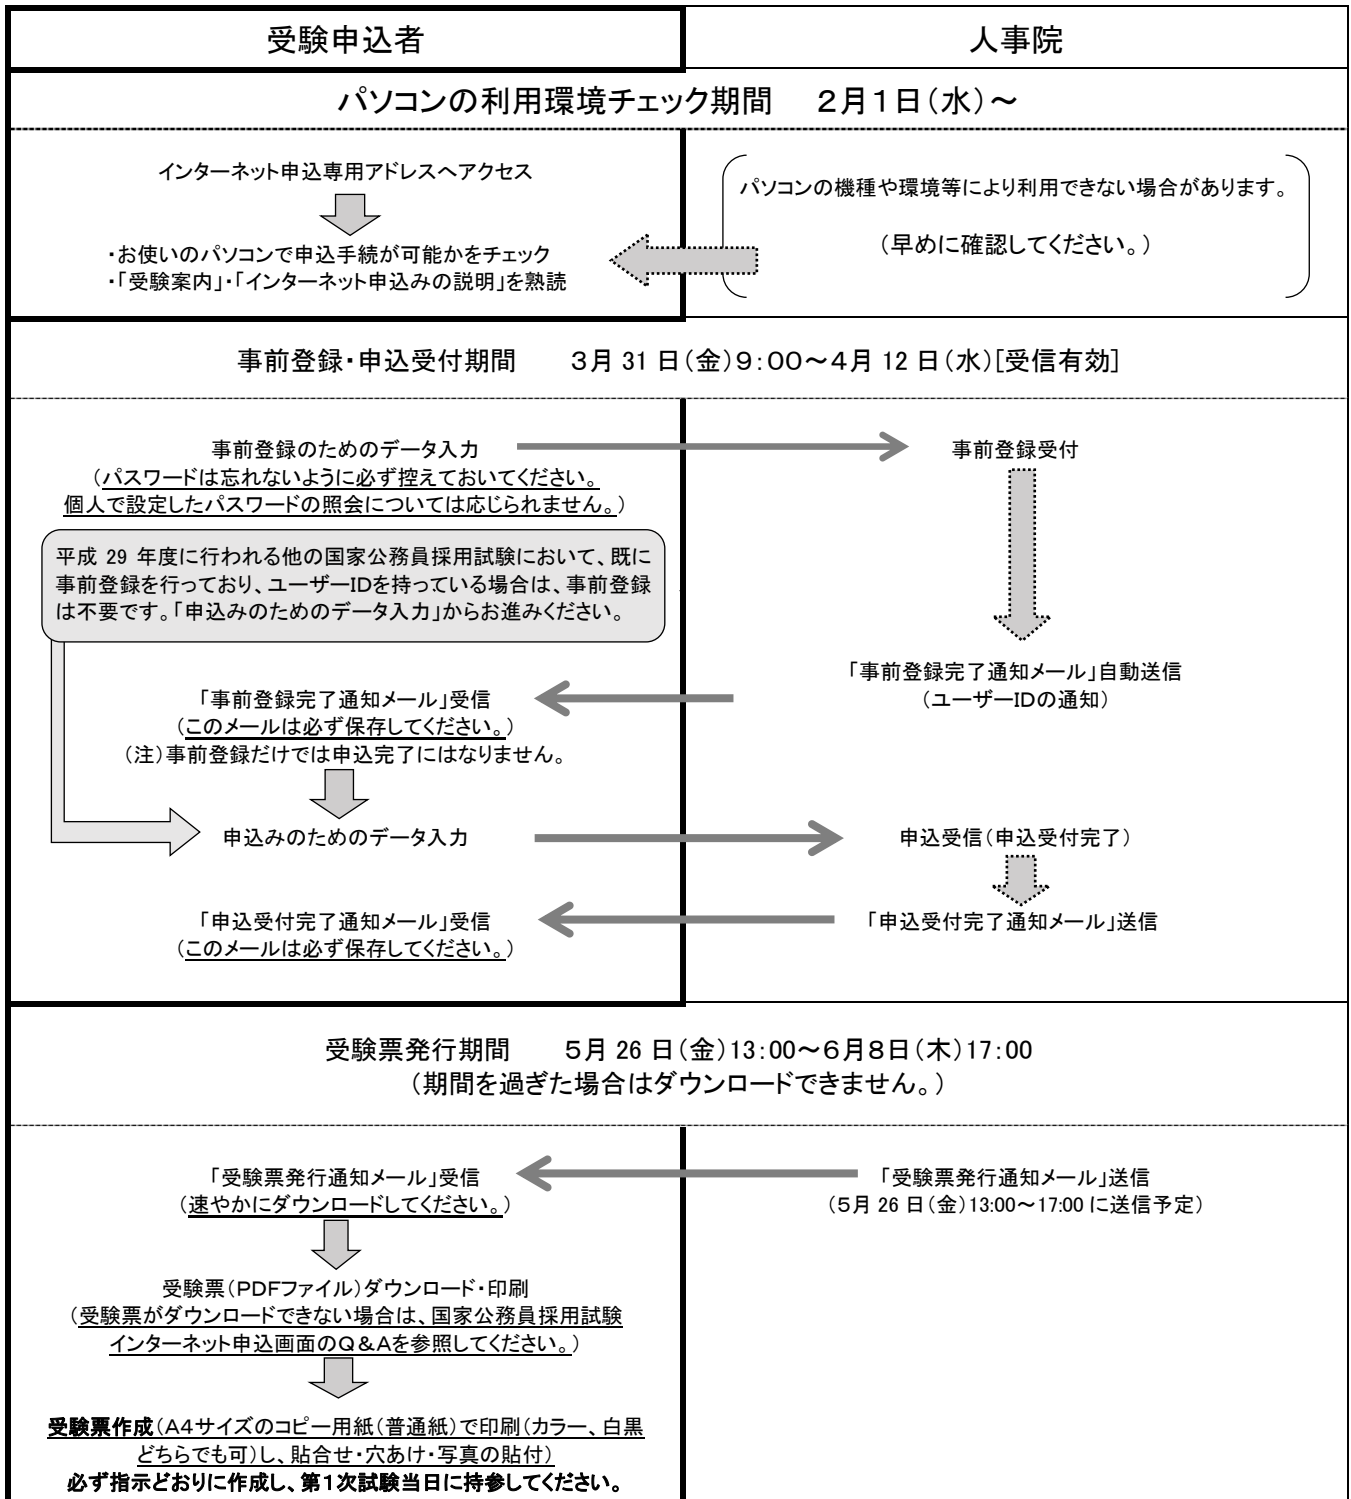 受験申込者
人事院
パソコンの利用環境チェック期間　２月１日（水）～
インターネット申込専用アドレスへアクセス
・お使いのパソコンで申込手続が可能かをチェック
・「受験案内」・「インターネット申込みの説明」を熟読
パソコンの機種や環境等により利用できない場合があります。
（早めに確認してください。）
事前登録・申込受付期間　３月 31 日（金）９：００～４月 12 日（水）[受信有効]
事前登録のためのデータ入力
（パスワードは忘れないように必ず控えておいてください。
個人で設定したパスワードの照会については応じられません。）
事前登録受付
平成 29 年度に行われる他の国家公務員採用試験において、既に
事前登録を行っており、ユーザーIDを持っている場合は、事前登録
は不要です。「申込みのためのデータ入力」からお進みください。
「事前登録完了通知メール」自動送信
（ユーザーIDの通知）
「事前登録完了通知メール」受信
（このメールは必ず保存してください。）
（注）事前登録だけでは申込完了にはなりません。
申込みのためのデータ入力
申込受信（申込受付完了）
「申込受付完了通知メール」受信
（このメールは必ず保存してください。）
「申込受付完了通知メール」送信
受験票発行期間　５月 26 日（金）13：00～６月８日（木）17：00
（期間を過ぎた場合はダウンロードできません。）
「受験票発行通知メール」受信
（速やかにダウンロードしてください。）
「受験票発行通知メール」送信
（５月 26 日（金）13:00～17:00 に送信予定）
受験票（PDFファイル）ダウンロード・印刷
（受験票がダウンロードできない場合は、国家公務員採用試験
インターネット申込画面のＱ＆Ａを参照してください。）
受験票作成（A4サイズのコピー用紙（普通紙）で印刷（カラー、白黒
どちらでも可）し、貼合せ・穴あけ・写真の貼付）
必ず指示どおりに作成し、第１次試験当日に持参してください。